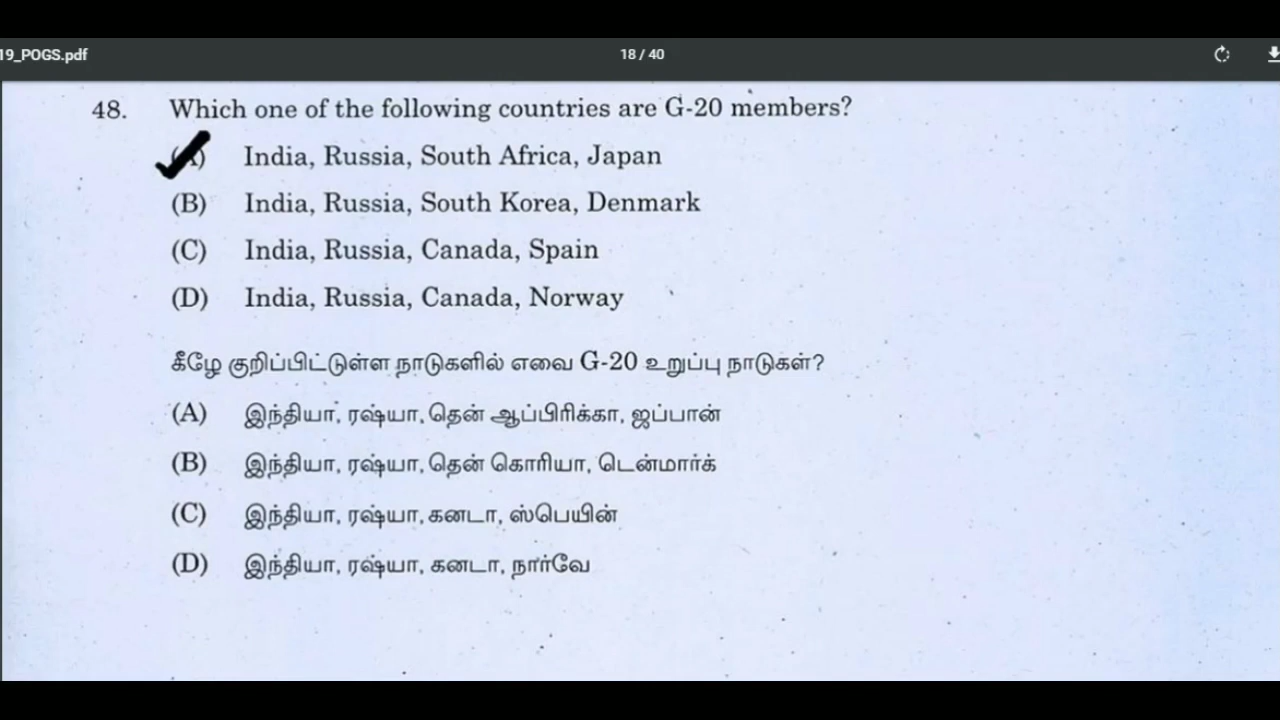 19_POGS.pdf
18 / 40
48. Which one of the following countries are G-20 members?
(A) India, Russia, South Africa, Japan
(B) India, Russia, South Korea, Denmark
(C) India, Russia, Canada, Spain
(D) India, Russia, Canada, Norway
கீழே குறிப்பிட்டுள்ள நாடுகளில் எவை G-20 உறுப்பு நாடுகள்?
(A) இந்தியா, ரஷ்யா, தென் ஆப்பிரிக்கா, ஜப்பான்
(B) இந்தியா, ரஷ்யா, தென் கொரியா, டென்மார்க்
(C) இந்தியா, ரஷ்யா, கனடா, ஸ்பெயின்
(D) இந்தியா, ரஷ்யா, கனடா, நார்வே